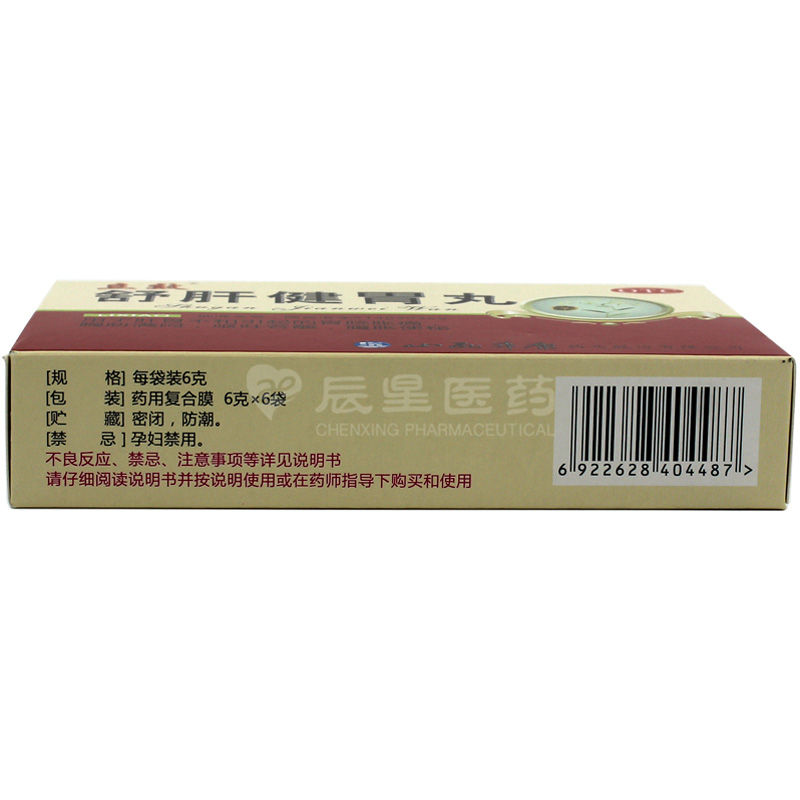 舒肝健胃丸
Shugan Jianwei Wan
OTC
[规 格] 每袋装6克
[包 装] 药用复合膜 6克×6袋
[贮 藏] 密闭,防潮。
[禁 忌] 孕妇禁用。
不良反应、禁忌、注意事项等详见说明书
请仔细阅读说明书并按说明使用或在药师指导下购买和使用
辰星医药
CHENXING PHARMACEUTICAL
6 922628 404487 >